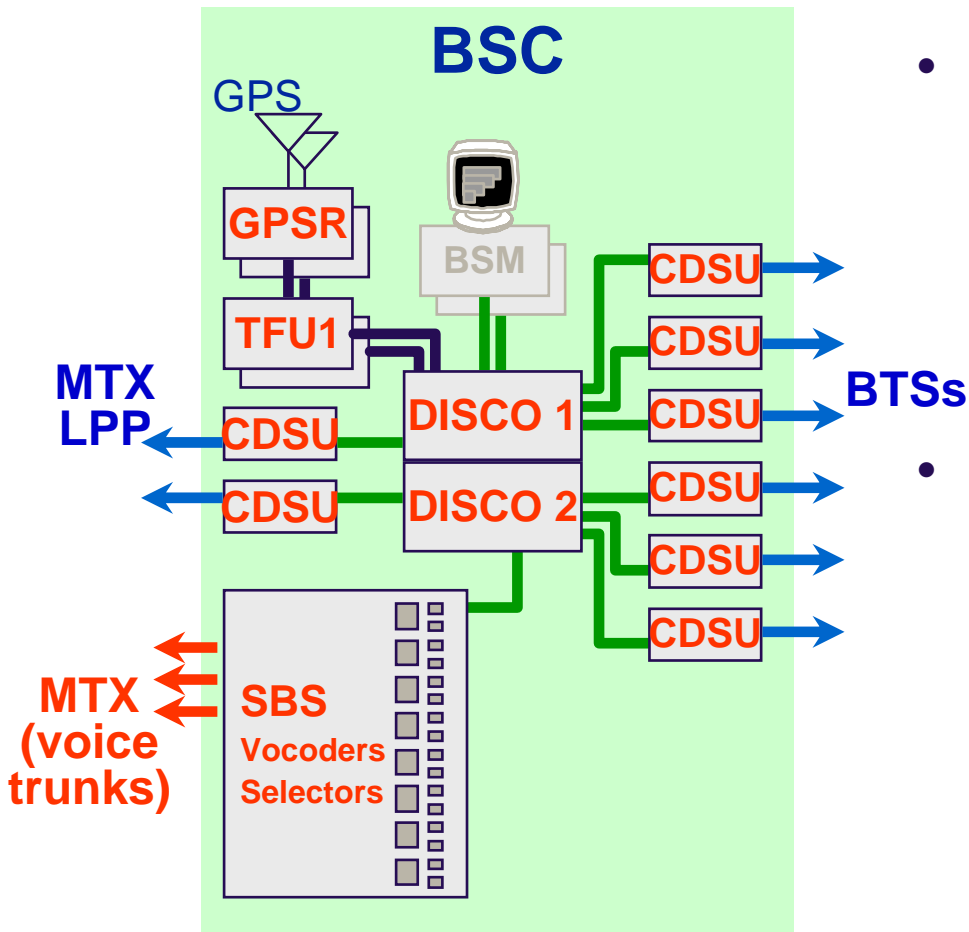 BSC
GPS
GPSR
BSM
TFU1
CDSU
CDSU
CDSU
MTX
LPP
BTSs
DISCO 1
CDSU
DISCO 2
CDSU
CDSU
CDSU
CDSU
SBS
Vocoders
Selectors
MTX
(voice
trunks)